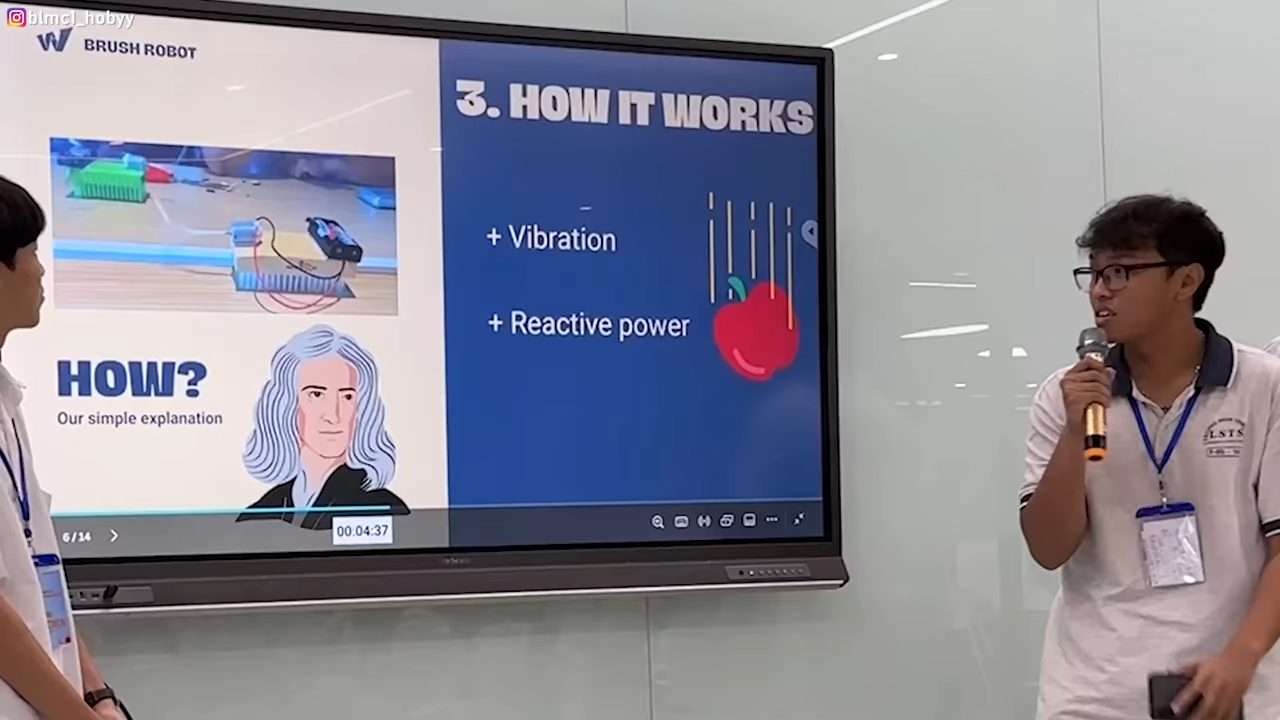 blmcl_hobyy
BRUSH ROBOT
3. HOW IT WORKS
+ Vibration
+ Reactive power
HOW?
Our simple explanation
6/14
00:04:37
LSTS